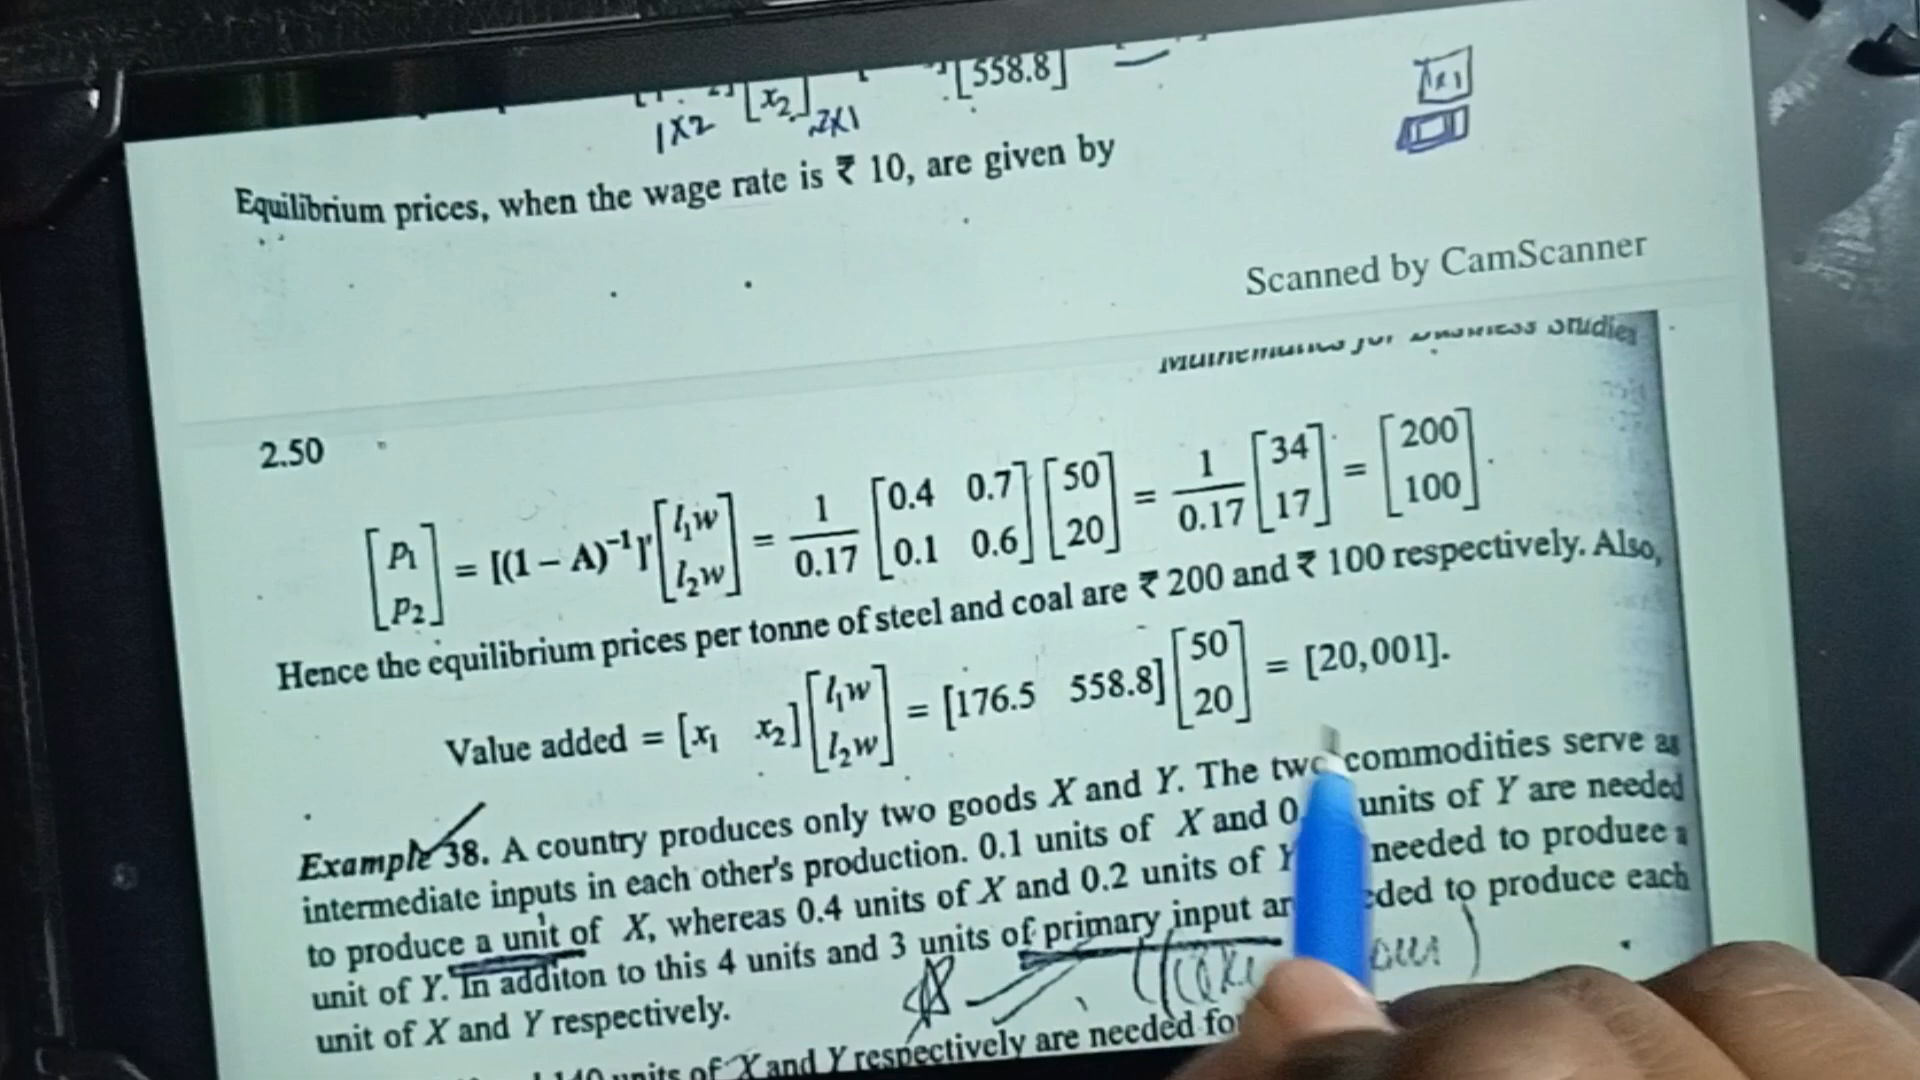 [x2] [558.8]
1X2 2X1
Equilibrium prices, when the wage rate is ₹ 10, are given by
Scanned by CamScanner
Mathematics for Business Studies
2.50
[p1 p2] = [(1 – A)⁻¹]' [l1w l2w] = 1/0.17 [0.4 0.7 0.1 0.6] [50 20] = 1/0.17 [34 17] = [200 100].
Hence the equilibrium prices per tonne of steel and coal are ₹ 200 and ₹ 100 respectively. Also,
Value added = [x1 x2] [l1w l2w] = [176.5 558.8] [50 20] = [20,001].
Example 38. A country produces only two goods X and Y. The two commodities serve as
intermediate inputs in each other's production. 0.1 units of X and 0. units of Y are needed
to produce a unit of X, whereas 0.4 units of X and 0.2 units of Y needed to produce a
unit of Y. In additon to this 4 units and 3 units of primary input to produce each
unit of X and Y respectively.
140 units of X and Y respectively are needed